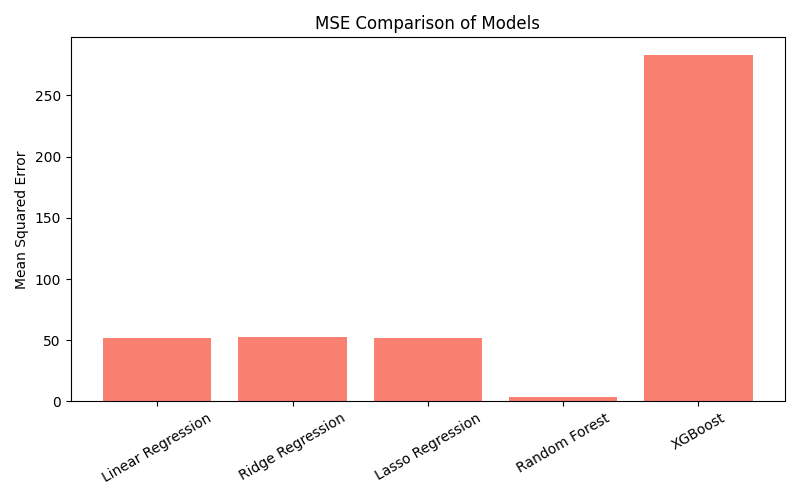 MSE Comparison of Models
Mean Squared Error
250
200
150
100
50
0
Linear Regression
Ridge Regression
Lasso Regression
Random Forest
XGBoost